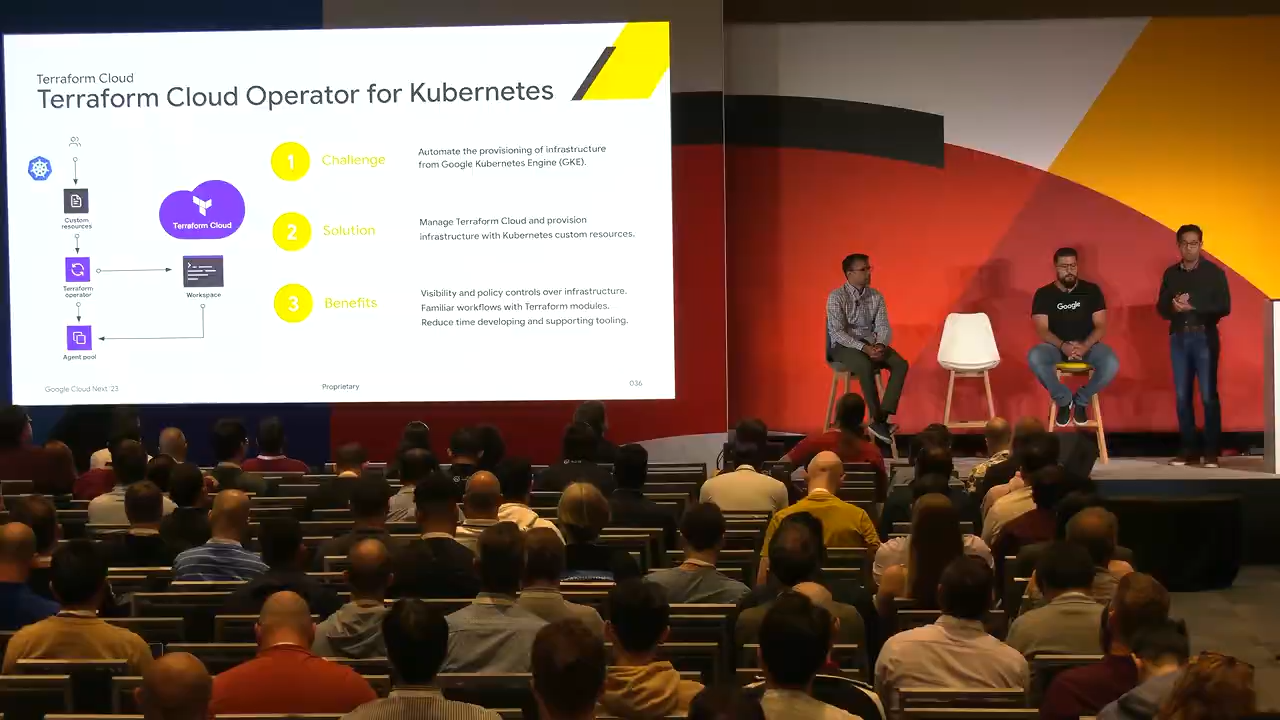 Terraform Cloud
Terraform Cloud Operator for Kubernetes
Custom
resources
Terraform
operator
Agent pool
Terraform Cloud
Workspace
1 Challenge
Automate the provisioning of infrastructure
from Google Kubernetes Engine (GKE).
2 Solution
Manage Terraform Cloud and provision
infrastructure with Kubernetes custom resources.
3 Benefits
Visibility and policy controls over infrastructure.
Familiar workflows with Terraform modules.
Reduce time developing and supporting tooling.
Google Cloud Next '23
Proprietary
036
Google